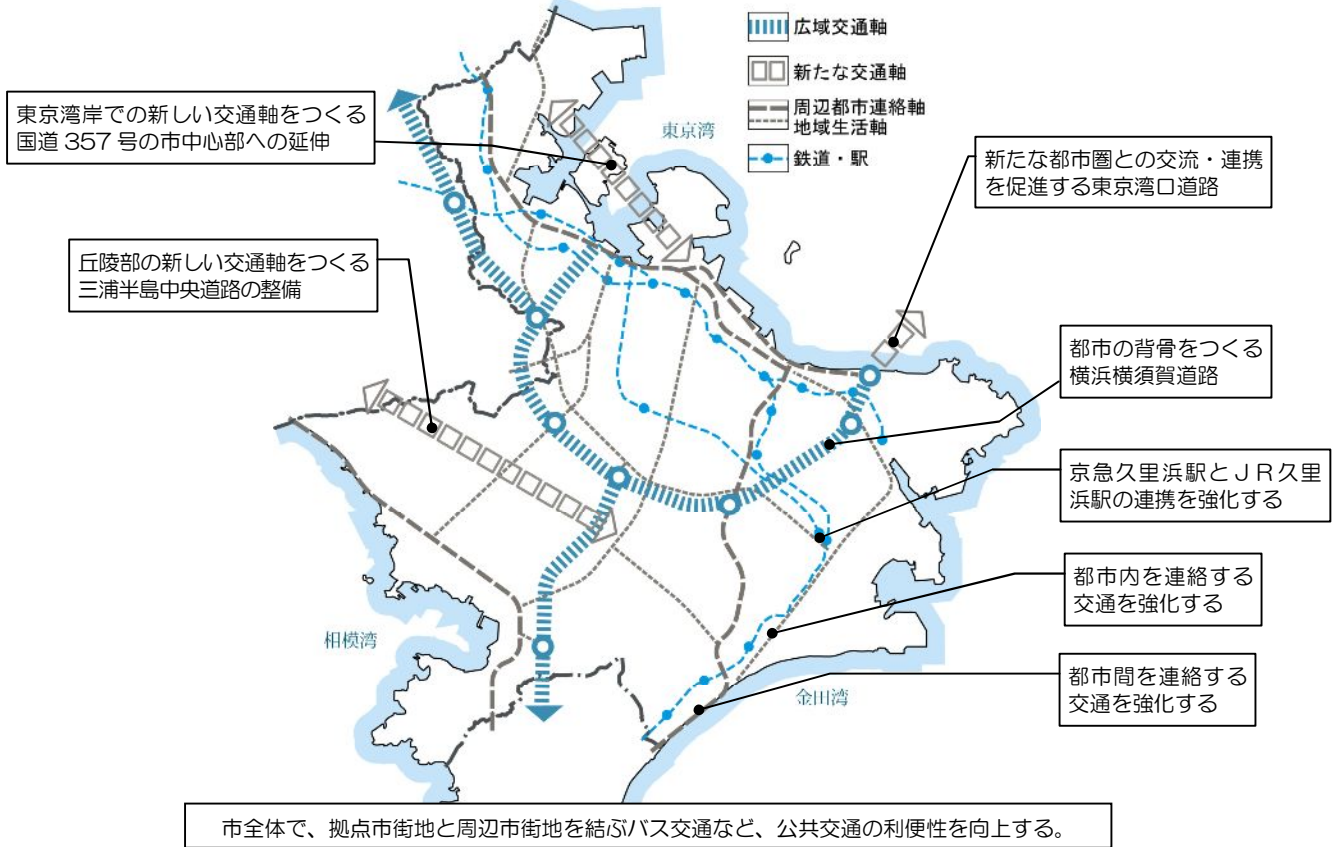 広域交通軸
新たな交通軸
周辺都市連絡軸
地域生活軸
鉄道・駅
東京湾岸での新しい交通軸をつくる
国道357号の市中心部への延伸
東京湾
新たな都市圏との交流・連携
を促進する東京湾口道路
丘陵部の新しい交通軸をつくる
三浦半島中央道路の整備
都市の背骨をつくる
横浜横須賀道路
京急久里浜駅とJR久里
浜駅の連携を強化する
都市内を連絡する
交通を強化する
相模湾
都市間を連絡する
交通を強化する
金田湾
市全体で、拠点市街地と周辺市街地を結ぶバス交通など、公共交通の利便性を向上する。